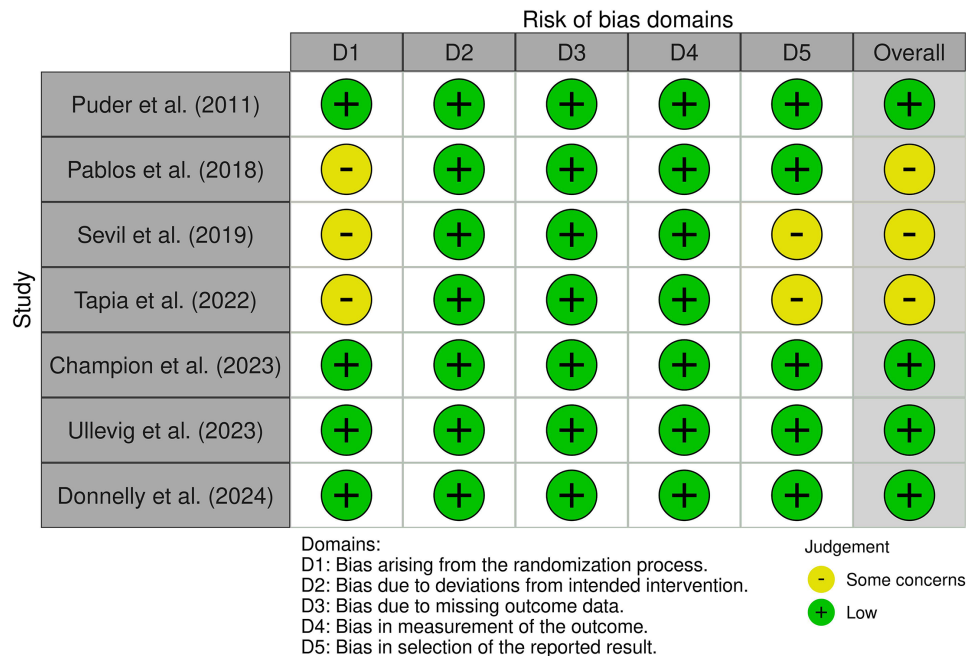 Risk of bias domains
D1 D2 D3 D4 D5 Overall
Study
Puder et al. (2011) + + + + + +
Pablos et al. (2018) - + + + + -
Sevil et al. (2019) - + + + - -
Tapia et al. (2022) - + + + - -
Champion et al. (2023) + + + + + +
Ullevig et al. (2023) + + + + + +
Donnelly et al. (2024) + + + + + +
Domains:
D1: Bias arising from the randomization process.
D2: Bias due to deviations from intended intervention.
D3: Bias due to missing outcome data.
D4: Bias in measurement of the outcome.
D5: Bias in selection of the reported result.
Judgement
- Some concerns
+ Low